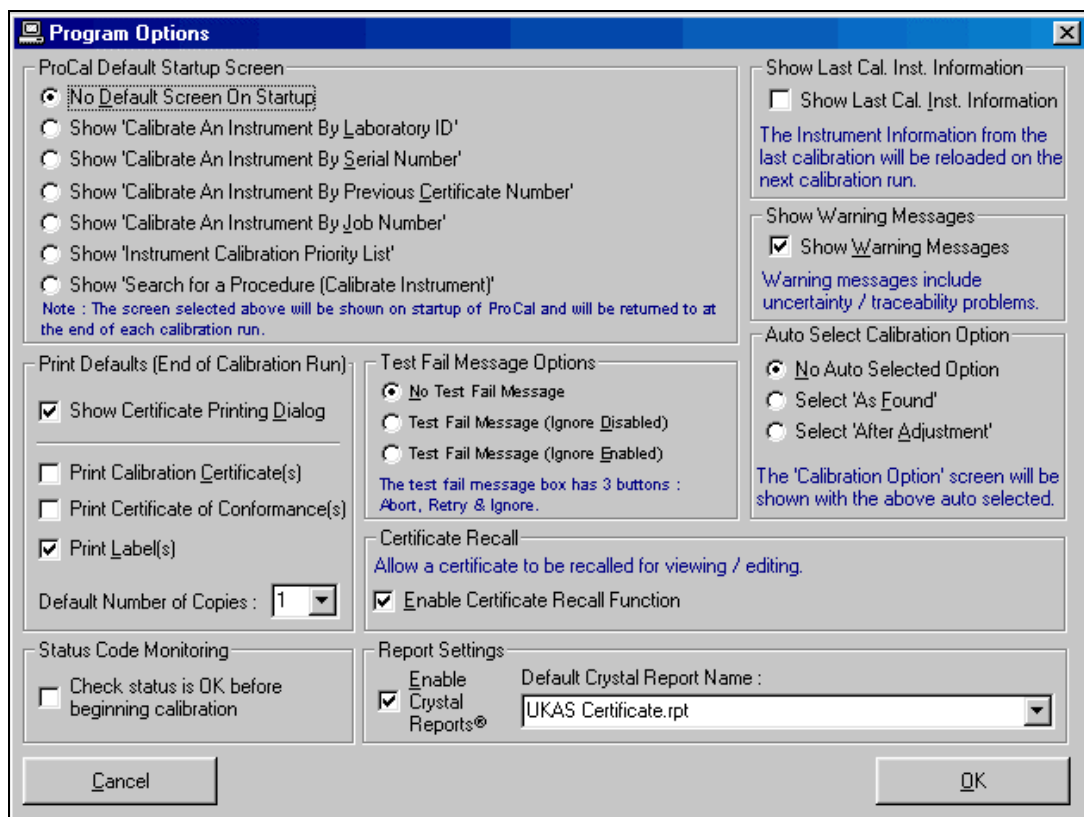 Program Options
ProCal Default Startup Screen
No Default Screen On Startup
Show 'Calibrate An Instrument By Laboratory ID'
Show 'Calibrate An Instrument By Serial Number'
Show 'Calibrate An Instrument By Previous Certificate Number'
Show 'Calibrate An Instrument By Job Number'
Show 'Instrument Calibration Priority List'
Show 'Search for a Procedure (Calibrate Instrument)'
Note : The screen selected above will be shown on startup of ProCal and will be returned to at
the end of each calibration run.
Show Last Cal. Inst. Information
Show Last Cal. Inst. Information
The Instrument Information from the
last calibration will be reloaded on the
next calibration run.
Show Warning Messages
Show Warning Messages
Warning messages include
uncertainty / traceability problems.
Auto Select Calibration Option
No Auto Selected Option
Select 'As Found'
Select 'After Adjustment'
The 'Calibration Option' screen will be
shown with the above auto selected.
Print Defaults (End of Calibration Run)
Show Certificate Printing Dialog
Print Calibration Certificate(s)
Print Certificate of Conformance(s)
Print Label(s)
Default Number of Copies : 1
Test Fail Message Options
No Test Fail Message
Test Fail Message (Ignore Disabled)
Test Fail Message (Ignore Enabled)
The test fail message box has 3 buttons :
Abort, Retry & Ignore.
Certificate Recall
Allow a certificate to be recalled for viewing / editing.
Enable Certificate Recall Function
Status Code Monitoring
Check status is OK before
beginning calibration
Report Settings
Enable
Crystal
Reports®
Default Crystal Report Name :
UKAS Certificate.rpt
Cancel
OK